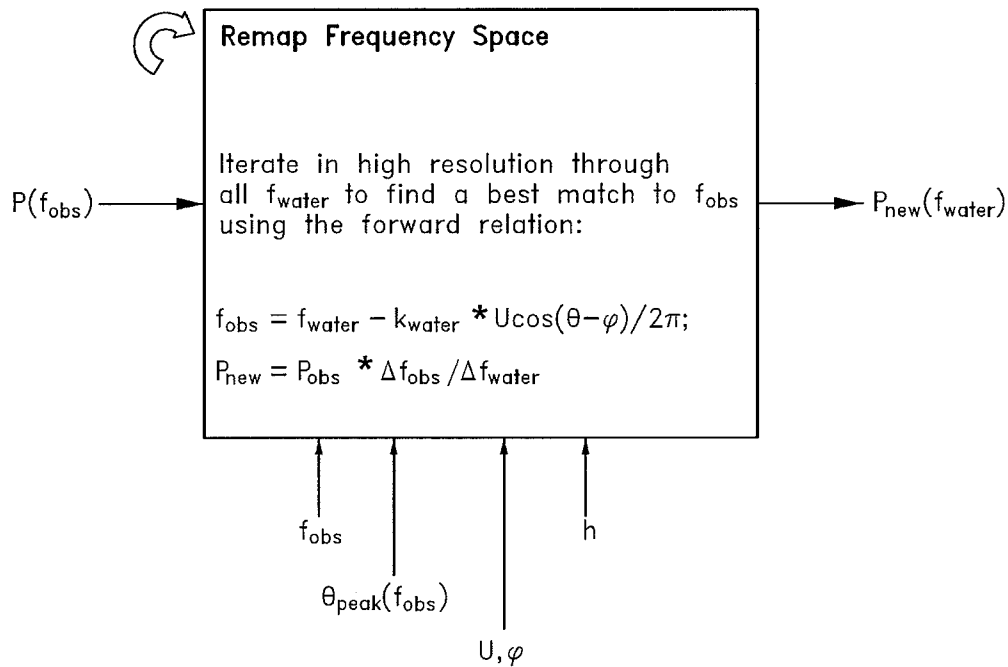 Remap Frequency Space
Iterate in high resolution through
all f_water to find a best match to f_obs
using the forward relation:
P(f_obs)
P_new(f_water)
f_obs = f_water − k_water * Ucos(θ−φ)/2π;
P_new = P_obs * Δf_obs /Δf_water
f_obs
h
θ_peak(f_obs)
U,φ